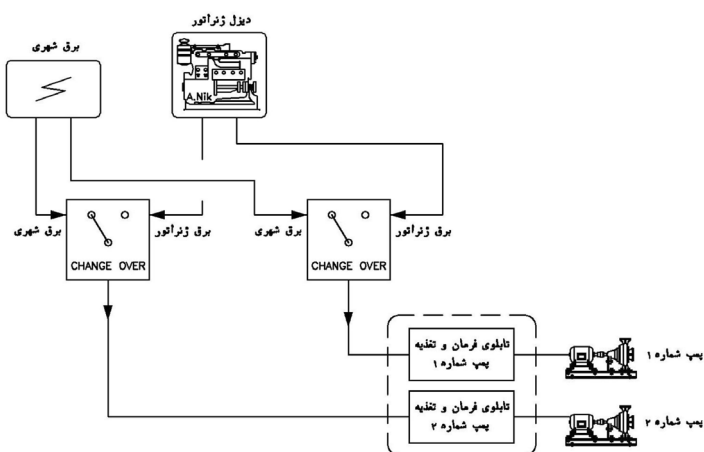 دیزل ژنراتور
برق شهری
A.Nik
برق شهری
CHANGE OVER
برق ژنراتور
برق شهری
CHANGE OVER
برق ژنراتور
تابلوی فرمان و تغذیه
پمپ شماره ۱
پمپ شماره ۱
تابلوی فرمان و تغذیه
پمپ شماره ۲
پمپ شماره ۲